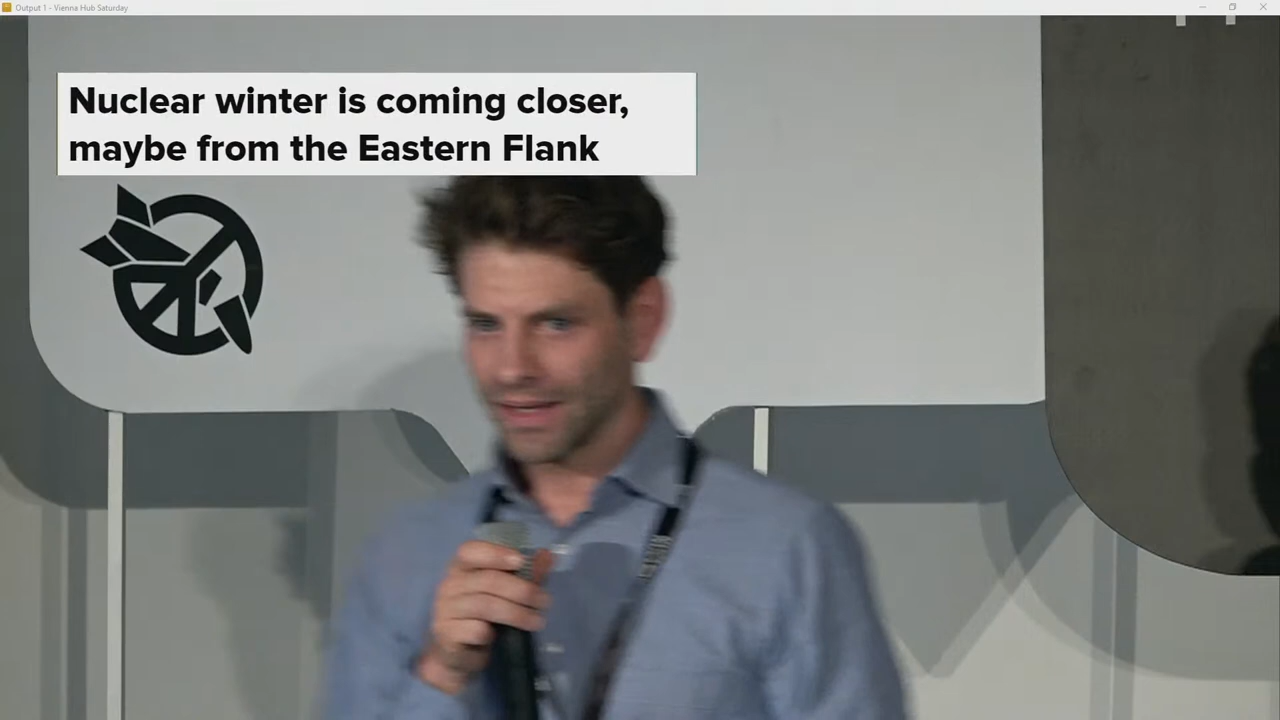 Output 1 - Vienna Hub Saturday
Nuclear winter is coming closer,
maybe from the Eastern Flank